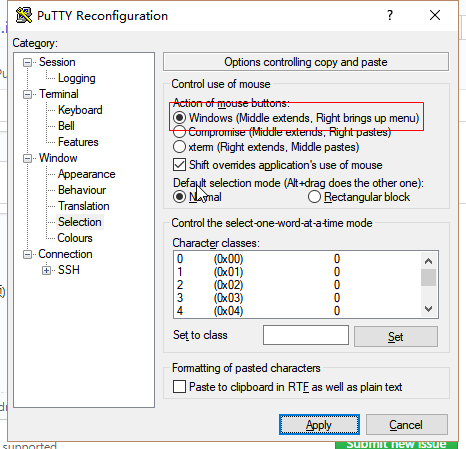 PuTTY Reconfiguration
Category:
Session
Logging
Terminal
Keyboard
Bell
Features
Window
Appearance
Behaviour
Translation
Selection
Colours
Connection
SSH
Options controlling copy and paste
Control use of mouse
Action of mouse buttons:
Windows (Middle extends, Right brings up menu)
Compromise (Middle extends, Right pastes)
xterm (Right extends, Middle pastes)
Shift overrides application's use of mouse
Default selection mode (Alt+drag does the other one):
Normal
Rectangular block
Control the select-one-word-at-a-time mode
Character classes:
0 (0x00) 0
1 (0x01) 0
2 (0x02) 0
3 (0x03) 0
4 (0x04) 0
Set to class
Set
Formatting of pasted characters
Paste to clipboard in RTF as well as plain text
Apply
Cancel
supported
Submit new issue